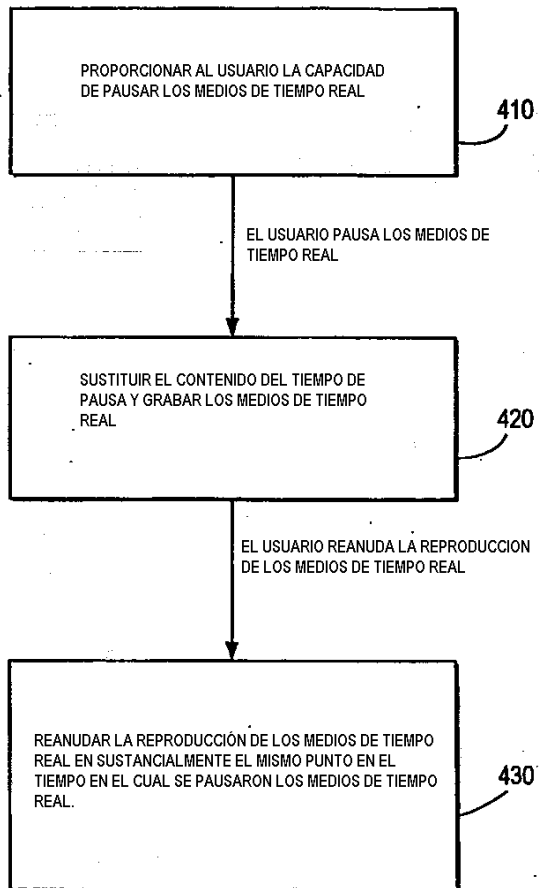 PROPORCIONAR AL USUARIO LA CAPACIDAD
DE PAUSAR LOS MEDIOS DE TIEMPO REAL
410
EL USUARIO PAUSA LOS MEDIOS DE
TIEMPO REAL
SUSTITUIR EL CONTENIDO DEL TIEMPO DE
PAUSA Y GRABAR LOS MEDIOS DE TIEMPO
REAL
420
EL USUARIO REANUDA LA REPRODUCCION
DE LOS MEDIOS DE TIEMPO REAL
REANUDAR LA REPRODUCCIÓN DE LOS MEDIOS DE TIEMPO
REAL EN SUSTANCIALMENTE EL MISMO PUNTO EN EL
TIEMPO EN EL CUAL SE PAUSARON LOS MEDIOS DE TIEMPO
REAL.
430